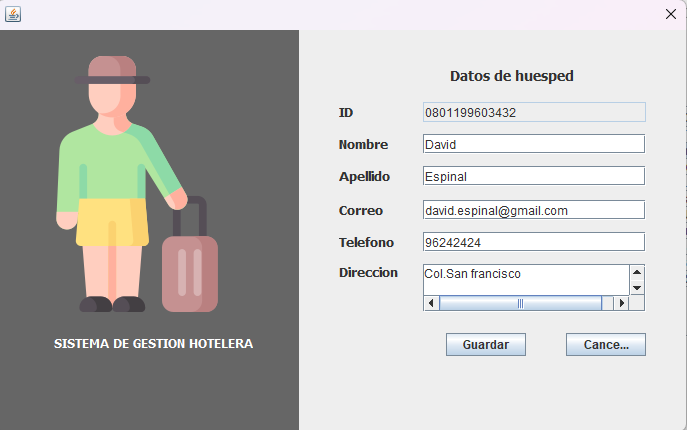 Datos de huesped
ID 0801199603432
Nombre David
Apellido Espinal
Correo david.espinal@gmail.com
Telefono 96242424
Direccion Col.San francisco
Guardar Cance...
SISTEMA DE GESTION HOTELERA